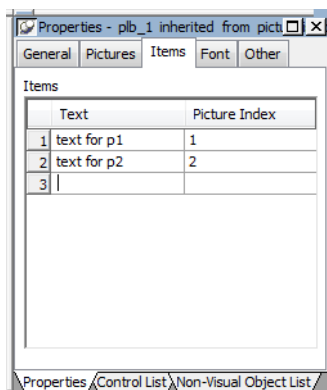 Properties - plb_1 inherited from pictu
General Pictures Items Font Other
Items
Text Picture Index
1 text for p1 1
2 text for p2 2
3
Properties Control List Non-Visual Object List